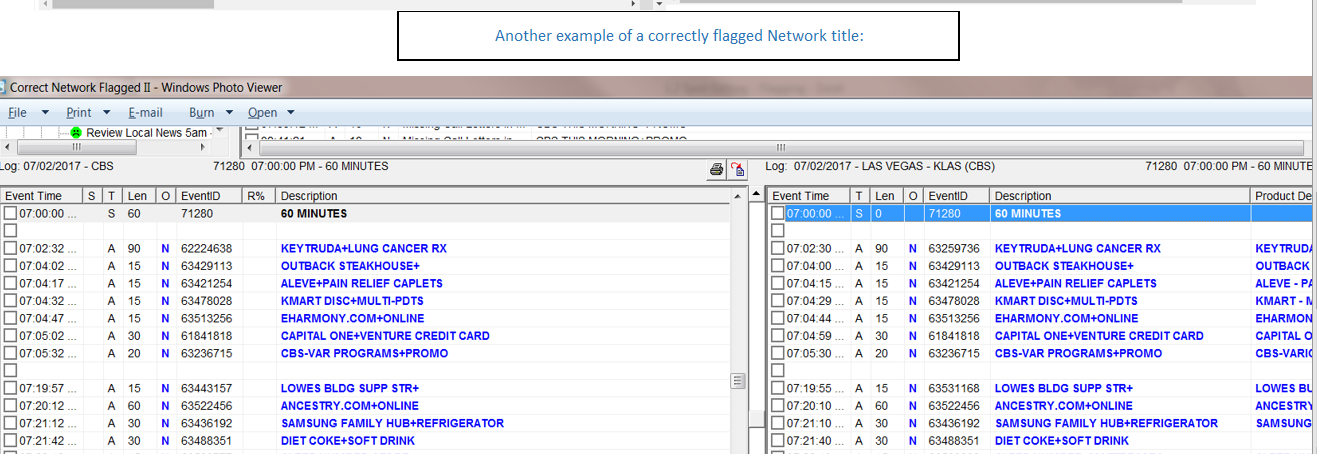 Another example of a correctly flagged Network title:
Correct Network Flagged II - Windows Photo Viewer
File Print E-mail Burn Open
Review Local News 5am -
Log: 07/02/2017 - CBS 71280 07:00:00 PM - 60 MINUTES
Event Time S T Len O EventID R% Description
07:00:00 ... S 60 71280 60 MINUTES
07:02:32 ... A 90 N 62224638 KEYTRUDA+LUNG CANCER RX
07:04:02 ... A 15 N 63429113 OUTBACK STEAKHOUSE+
07:04:17 ... A 15 N 63421254 ALEVE+PAIN RELIEF CAPLETS
07:04:32 ... A 15 N 63478028 KMART DISC+MULTI-PDTS
07:04:47 ... A 15 N 63513256 EHARMONY.COM+ONLINE
07:05:02 ... A 30 N 61841818 CAPITAL ONE+VENTURE CREDIT CARD
07:05:32 ... A 20 N 63236715 CBS-VAR PROGRAMS+PROMO
07:19:57 ... A 15 N 63443157 LOWES BLDG SUPP STR+
07:20:12 ... A 60 N 63522456 ANCESTRY.COM+ONLINE
07:21:12 ... A 30 N 63436192 SAMSUNG FAMILY HUB+REFRIGERATOR
07:21:42 ... A 30 N 63488351 DIET COKE+SOFT DRINK
Log: 07/02/2017 - LAS VEGAS - KLAS (CBS) 71280 07:00:00 PM - 60 MINUTE
Event Time T Len O EventID Description Product De
07:00:00 ... S 0 71280 60 MINUTES
07:02:30 ... A 90 N 63259736 KEYTRUDA+LUNG CANCER RX KEYTRUDA
07:04:00 ... A 15 N 63429113 OUTBACK STEAKHOUSE+ OUTBACK
07:04:15 ... A 15 N 63421254 ALEVE+PAIN RELIEF CAPLETS ALEVE - PA
07:04:29 ... A 15 N 63478028 KMART DISC+MULTI-PDTS KMART - M
07:04:44 ... A 15 N 63513256 EHARMONY.COM+ONLINE EHARMON
07:04:59 ... A 30 N 61841818 CAPITAL ONE+VENTURE CREDIT CARD CAPITAL O
07:05:30 ... A 20 N 63236715 CBS-VAR PROGRAMS+PROMO CBS-VARIO
07:19:55 ... A 15 N 63531168 LOWES BLDG SUPP STR+ LOWES BU
07:20:10 ... A 60 N 63522456 ANCESTRY.COM+ONLINE ANCESTRY
07:21:10 ... A 30 N 63436192 SAMSUNG FAMILY HUB+REFRIGERATOR SAMSUNG
07:21:40 ... A 30 N 63488351 DIET COKE+SOFT DRINK